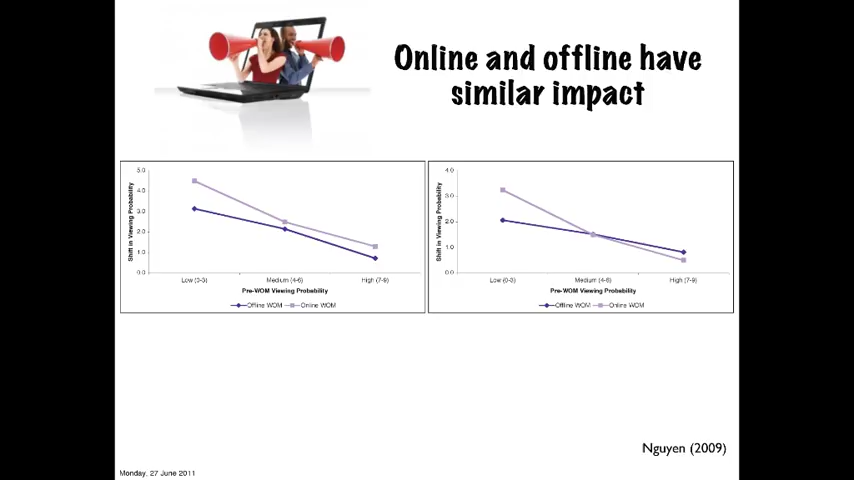 Online and offline have
similar impact
5.0
4.0
3.0
2.0
1.0
0.0
Shift in Viewing Probability
Low (0-3)
Medium (4-6)
High (7-9)
Pre-WOM Viewing Probability
Offline WOM
Online WOM
4.0
3.0
2.0
1.0
0.0
Shift in Viewing Probability
Low (0-3)
Medium (4-6)
High (7-9)
Pre-WOM Viewing Probability
Offline WOM
Online WOM
Nguyen (2009)
Monday, 27 June 2011